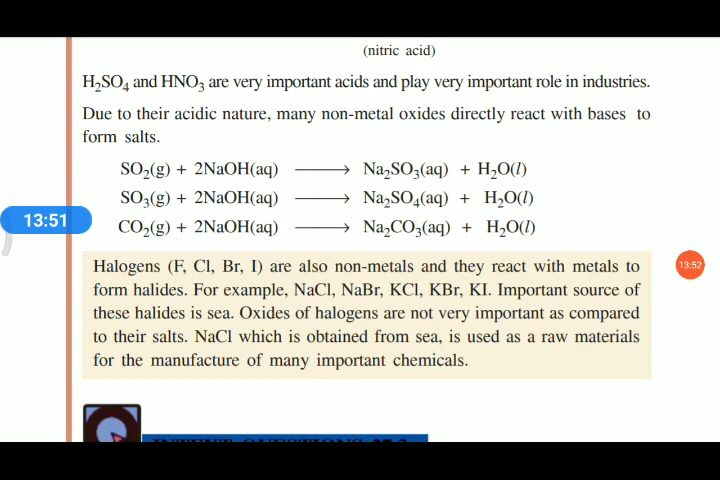 (nitric acid)
H₂SO₄ and HNO₃ are very important acids and play very important role in industries.
Due to their acidic nature, many non-metal oxides directly react with bases to
form salts.
SO₂(g) + 2NaOH(aq) ⟶ Na₂SO₃(aq) + H₂O(l)
SO₃(g) + 2NaOH(aq) ⟶ Na₂SO₄(aq) + H₂O(l)
13:51
CO₂(g) + 2NaOH(aq) ⟶ Na₂CO₃(aq) + H₂O(l)
Halogens (F, Cl, Br, I) are also non-metals and they react with metals to
13:52
form halides. For example, NaCl, NaBr, KCl, KBr, KI. Important source of
these halides is sea. Oxides of halogens are not very important as compared
to their salts. NaCl which is obtained from sea, is used as a raw materials
for the manufacture of many important chemicals.